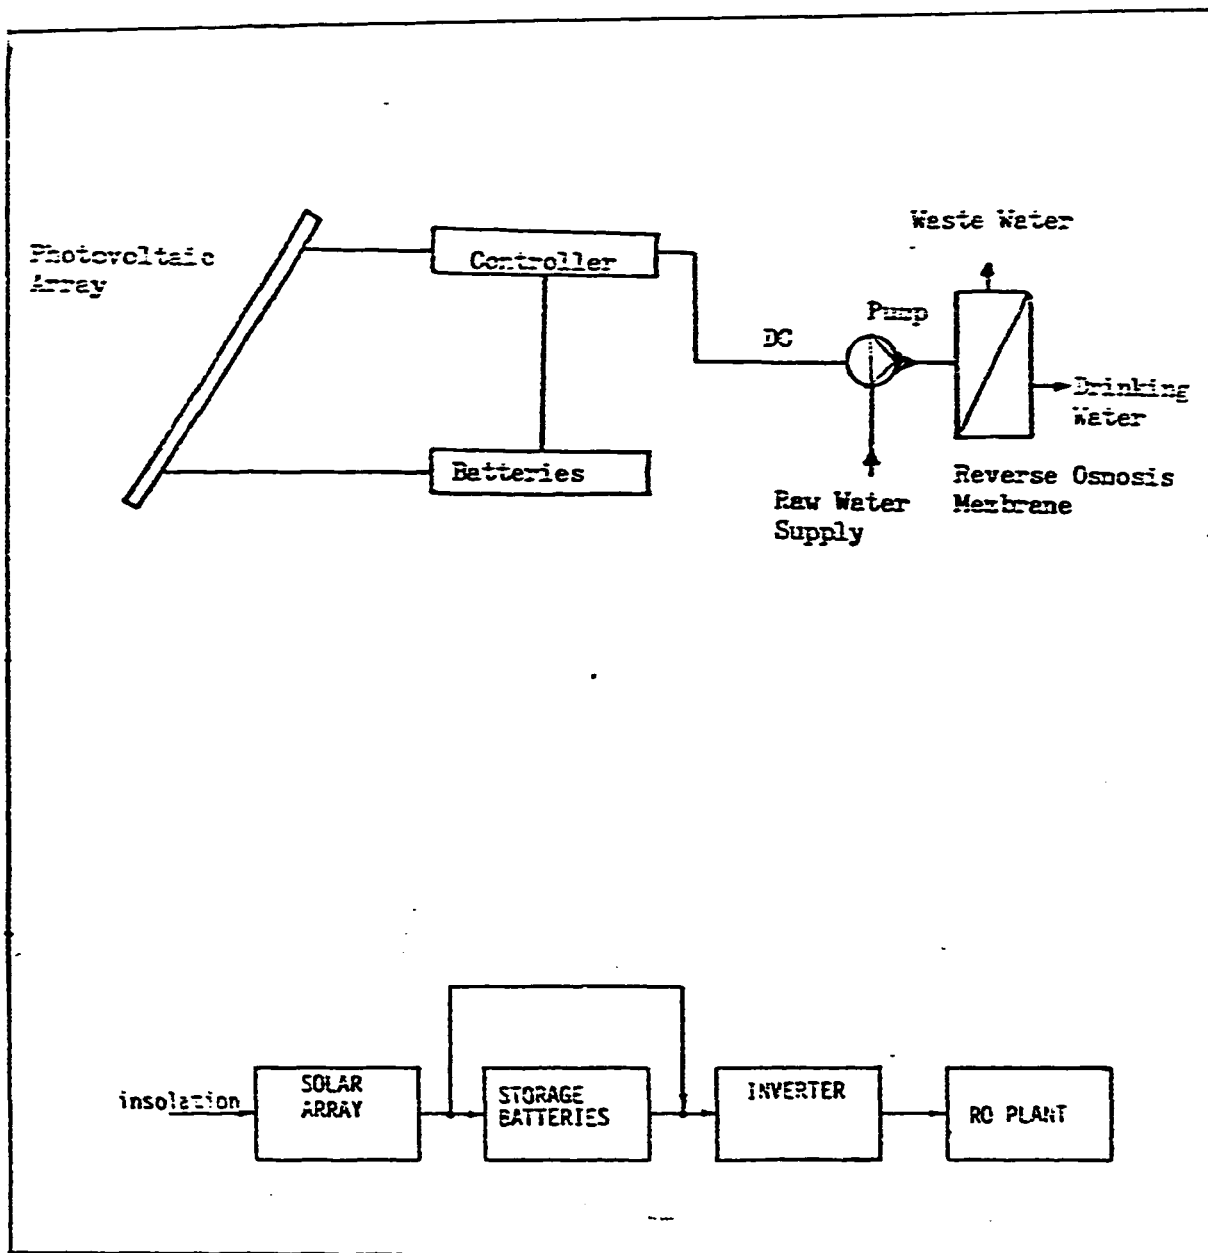 Photovoltaic
Array
Controller
Batteries
DC
Pump
Waste Water
Drinking
Water
Raw Water
Supply
Reverse Osmosis
Membrane
insolation
SOLAR
ARRAY
STORAGE
BATTERIES
INVERTER
RO PLANT